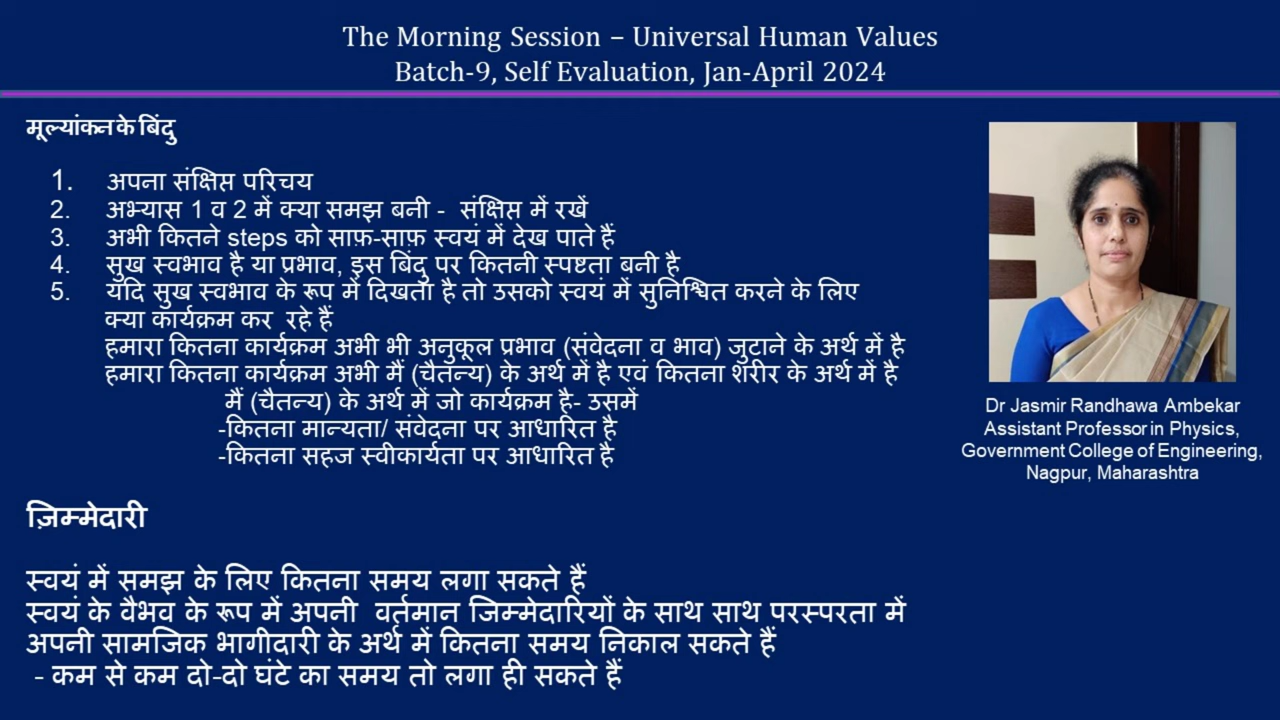 The Morning Session – Universal Human Values
Batch-9, Self Evaluation, Jan-April 2024
मूल्यांकन के बिंदु
1. अपना संक्षिप्त परिचय
2. अभ्यास 1 व 2 में क्या समझ बनी - संक्षिप्त में रखें
3. अभी कितने steps को साफ़-साफ़ स्वयं में देख पाते हैं
4. सुख स्वभाव है या प्रभाव, इस बिंदु पर कितनी स्पष्टता बनी है
5. यदि सुख स्वभाव के रूप में दिखता है तो उसको स्वयं में सुनिश्चित करने के लिए
क्या कार्यक्रम कर रहे हैं
हमारा कितना कार्यक्रम अभी भी अनुकूल प्रभाव (संवेदना व भाव) जुटाने के अर्थ में है
हमारा कितना कार्यक्रम अभी मैं (चैतन्य) के अर्थ में है एवं कितना शरीर के अर्थ में है
मैं (चैतन्य) के अर्थ में जो कार्यक्रम है- उसमें
-कितना मान्यता/ संवेदना पर आधारित है
-कितना सहज स्वीकार्यता पर आधारित है
Dr Jasmir Randhawa Ambekar
Assistant Professor in Physics,
Government College of Engineering,
Nagpur, Maharashtra
ज़िम्मेदारी
स्वयं में समझ के लिए कितना समय लगा सकते हैं
स्वयं के वैभव के रूप में अपनी वर्तमान जिम्मेदारियों के साथ साथ परस्परता में
अपनी सामजिक भागीदारी के अर्थ में कितना समय निकाल सकते हैं
- कम से कम दो-दो घंटे का समय तो लगा ही सकते हैं